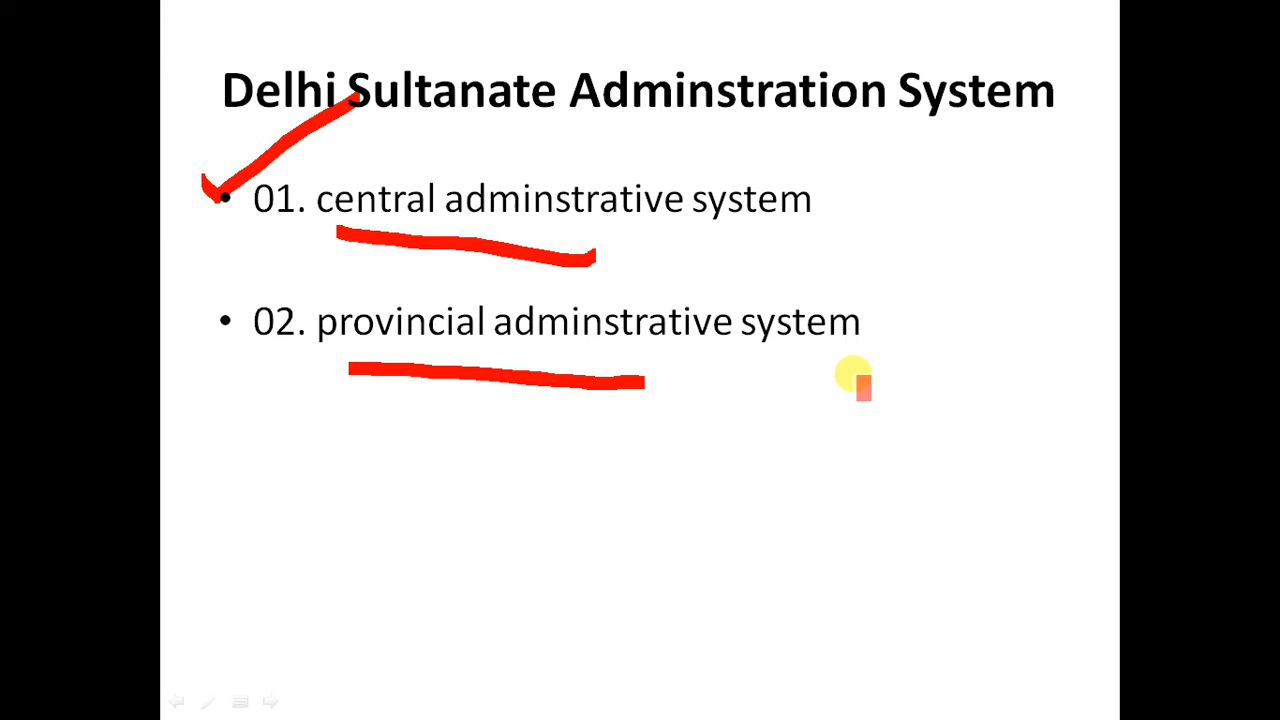 Delhi Sultanate Adminstration System
• 01. central adminstrative system
• 02. provincial adminstrative system